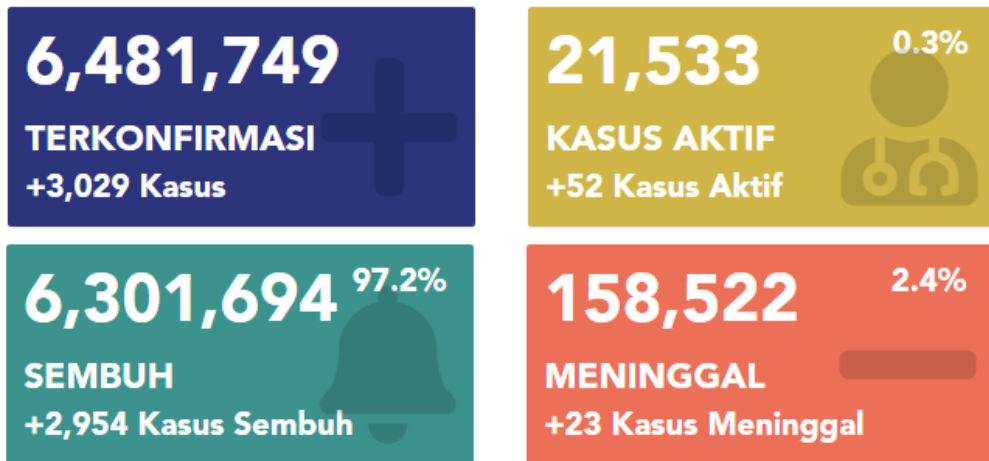 6,481,749
TERKONFIRMASI
+3,029 Kasus
0.3%
21,533
KASUS AKTIF
+52 Kasus Aktif
6,301,694 97.2%
SEMBUH
+2,954 Kasus Sembuh
158,522 2.4%
MENINGGAL
+23 Kasus Meninggal